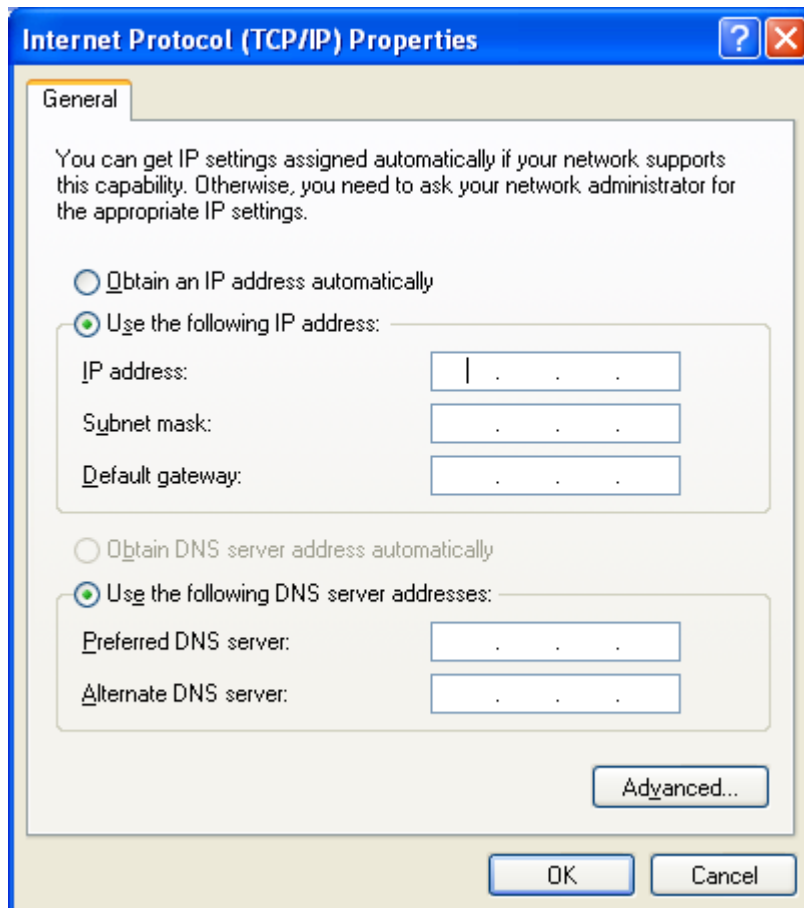 Internet Protocol (TCP/IP) Properties
General
You can get IP settings assigned automatically if your network supports
this capability. Otherwise, you need to ask your network administrator for
the appropriate IP settings.
Obtain an IP address automatically
Use the following IP address:
IP address: . . .
Subnet mask: . . .
Default gateway: . . .
Obtain DNS server address automatically
Use the following DNS server addresses:
Preferred DNS server: . . .
Alternate DNS server: . . .
Advanced...
OK Cancel